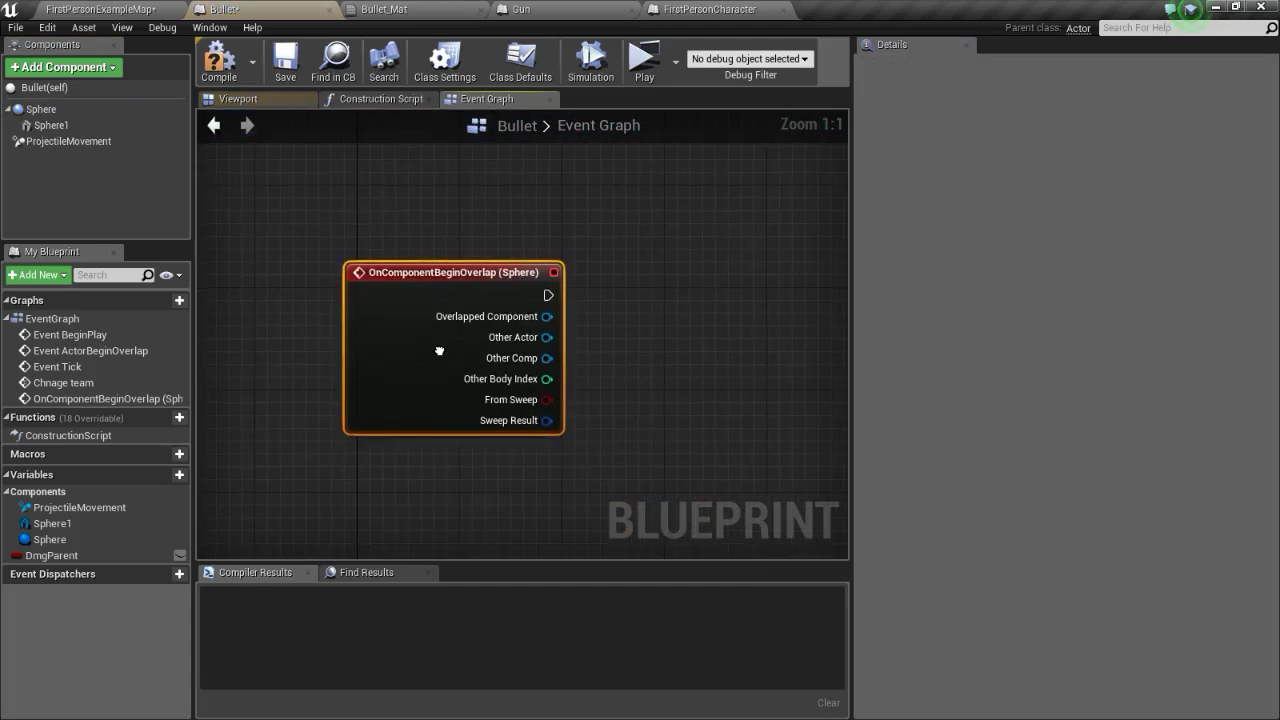 FirstPersonExampleMap*
Bullet*
Bullet_Mat
Gun
FirstPersonCharacter
File Edit Asset View Debug Window Help
Parent class: Actor
Search For Help
Components
+Add Component
Bullet(self)
Sphere
Sphere1
ProjectileMovement
My Blueprint
+Add New
Search
Graphs
EventGraph
Event BeginPlay
Event ActorBeginOverlap
Event Tick
Chnage team
OnComponentBeginOverlap (Sph
Functions (18 Overridable)
ConstructionScript
Macros
Variables
Components
ProjectileMovement
Sphere1
Sphere
DmgParent
Event Dispatchers
Compile
Save
Find in CB
Search
Class Settings
Class Defaults
Simulation
Play
No debug object selected
Debug Filter
Viewport
Construction Script
Event Graph
Bullet > Event Graph
Zoom 1:1
OnComponentBeginOverlap (Sphere)
Overlapped Component
Other Actor
Other Comp
Other Body Index
From Sweep
Sweep Result
BLUEPRINT
Compiler Results
Find Results
Clear
Details